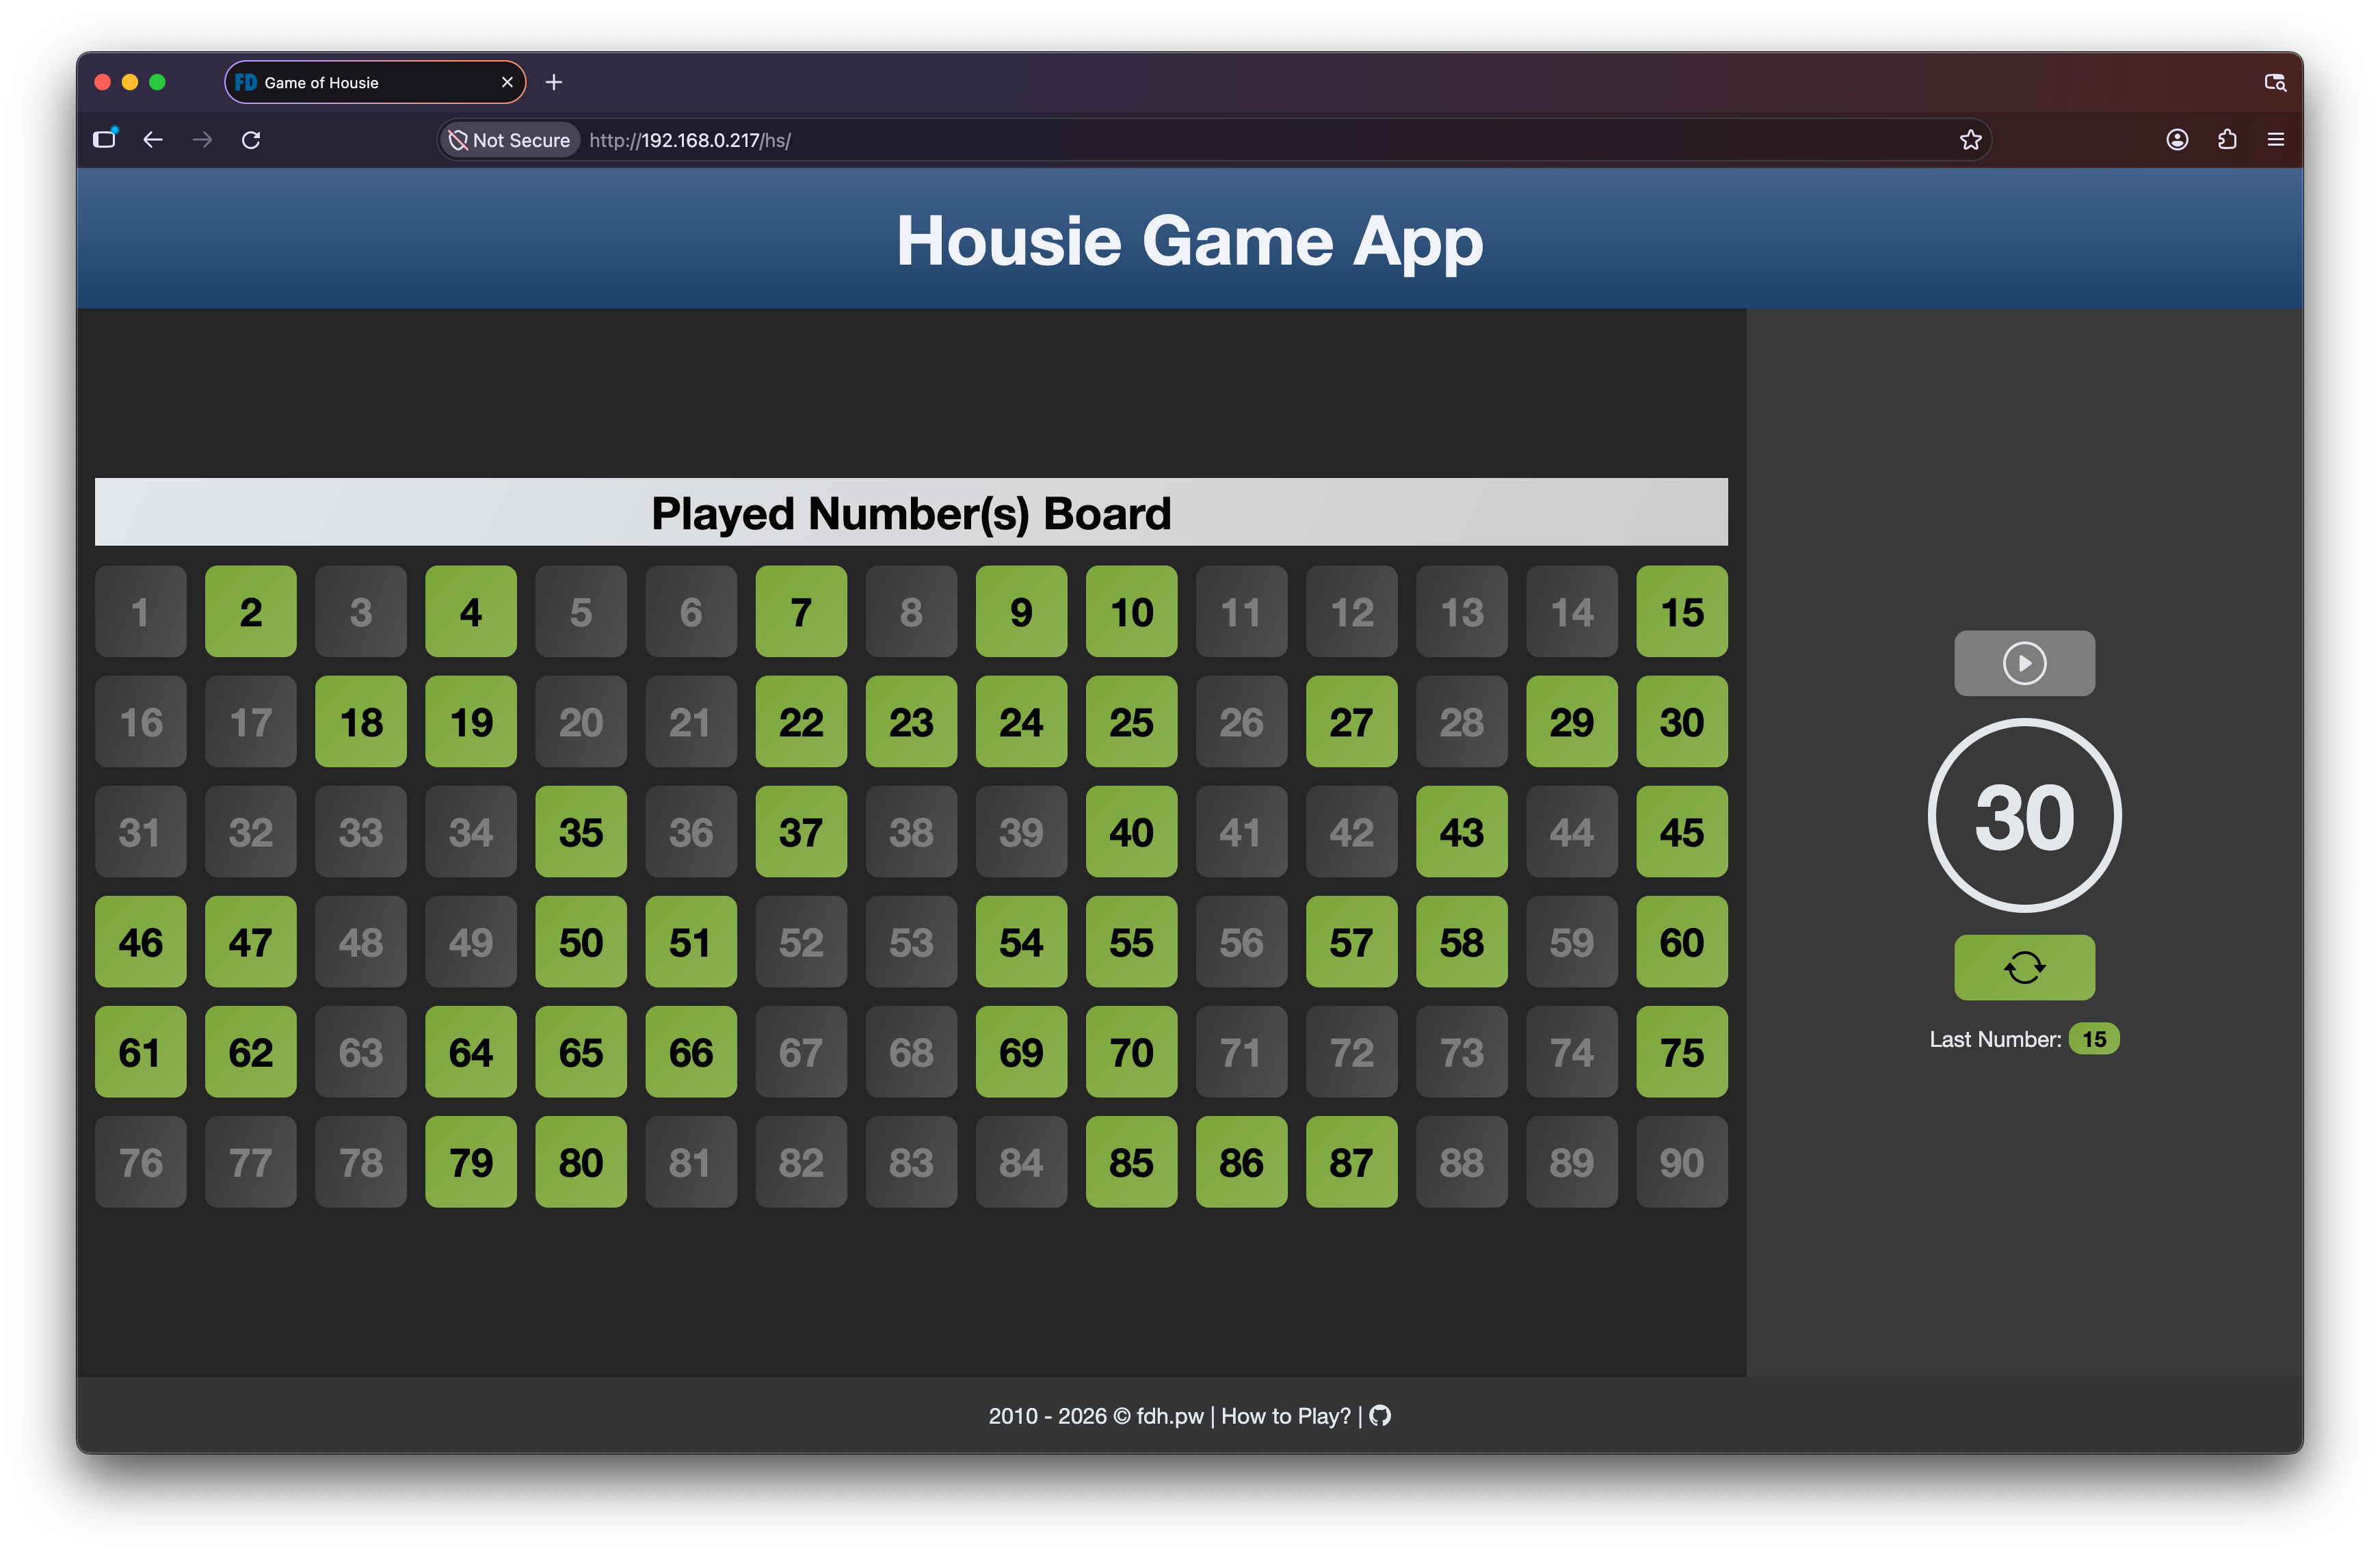 FD Game of Housie
Not Secure http://192.168.0.217/hs/
Housie Game App
Played Number(s) Board
1 2 3 4 5 6 7 8 9 10 11 12 13 14 15
16 17 18 19 20 21 22 23 24 25 26 27 28 29 30
31 32 33 34 35 36 37 38 39 40 41 42 43 44 45
46 47 48 49 50 51 52 53 54 55 56 57 58 59 60
61 62 63 64 65 66 67 68 69 70 71 72 73 74 75
76 77 78 79 80 81 82 83 84 85 86 87 88 89 90
30
Last Number: 15
2010 - 2026 © fdh.pw | How to Play? |